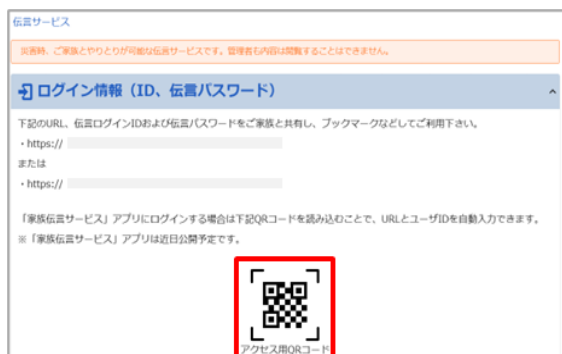 伝言サービス
災害時、ご家族とやりとりが可能な伝言サービスです。管理者も内容は閲覧することはできません。
ログイン情報（ID、伝言パスワード）
下記のURL、伝言ログインIDおよび伝言パスワードをご家族と共有し、ブックマークなどしてご利用下さい。
・https://
または
・https://
「家族伝言サービス」アプリにログインする場合は下記QRコードを読み込むことで、URLとユーザIDを自動入力できます。
※「家族伝言サービス」アプリは近日公開予定です。
アクセス用QRコード